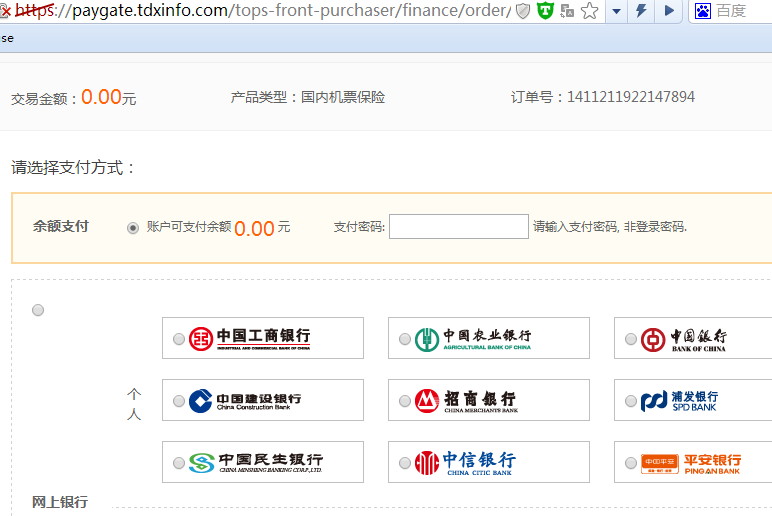 https://paygate.tdxinfo.com/tops-front-purchaser/finance/order/ 百度
se
交易金额：0.00元 产品类型：国内机票保险 订单号：1411211922147894
请选择支付方式：
余额支付 账户可支付余额 0.00 元 支付密码: 请输入支付密码, 非登录密码.
中国工商银行 中国农业银行 中国银行
INDUSTRIAL AND COMMERCIAL BANK OF CHINA AGRICULTURAL BANK OF CHINA BANK OF CHINA
个人
中国建设银行 招商银行 浦发银行
China Construction Bank CHINA MERCHANTS BANK SPD BANK
中国民生银行 中信银行 中国平安 平安银行
CHINA MINSHENG BANKING CORP.,LTD. CHINA CITIC BANK PING AN BANK
网上银行